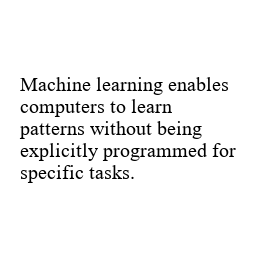 Machine learning enables
computers to learn
patterns without being
explicitly programmed for
specific tasks.